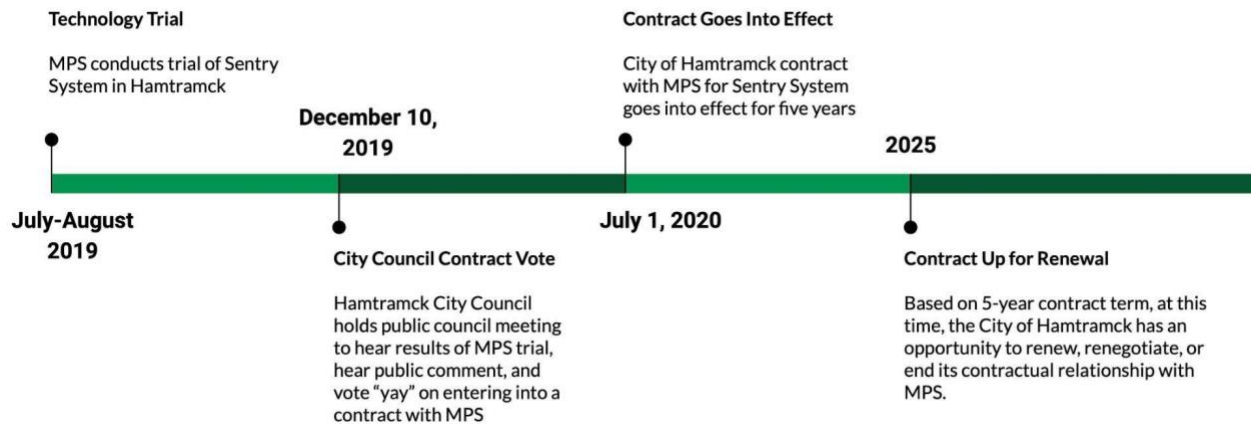 Technology Trial
MPS conducts trial of Sentry
System in Hamtramck
July-August
2019
December 10,
2019
City Council Contract Vote
Hamtramck City Council
holds public council meeting
to hear results of MPS trial,
hear public comment, and
vote “yay” on entering into a
contract with MPS
Contract Goes Into Effect
City of Hamtramck contract
with MPS for Sentry System
goes into effect for five years
July 1, 2020
2025
Contract Up for Renewal
Based on 5-year contract term, at this
time, the City of Hamtramck has an
opportunity to renew, renegotiate, or
end its contractual relationship with
MPS.